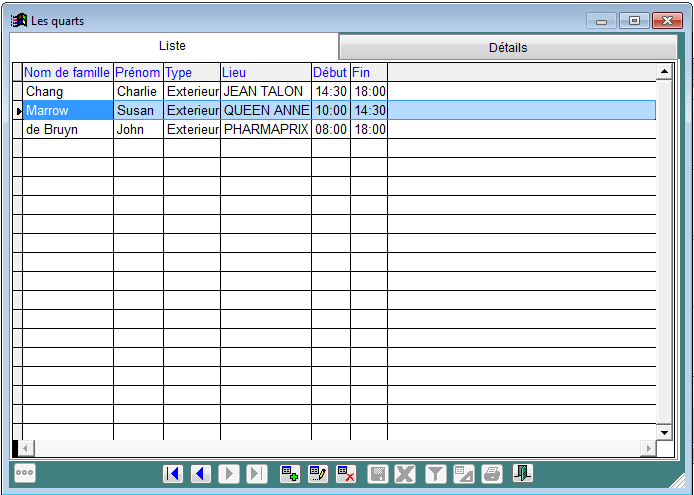 Les quarts
Liste Détails
Nom de famille Prénom Type Lieu Début Fin
Chang Charlie Exterieur JEAN TALON 14:30 18:00
Marrow Susan Exterieur QUEEN ANNE 10:00 14:30
de Bruyn John Exterieur PHARMAPRIX 08:00 18:00